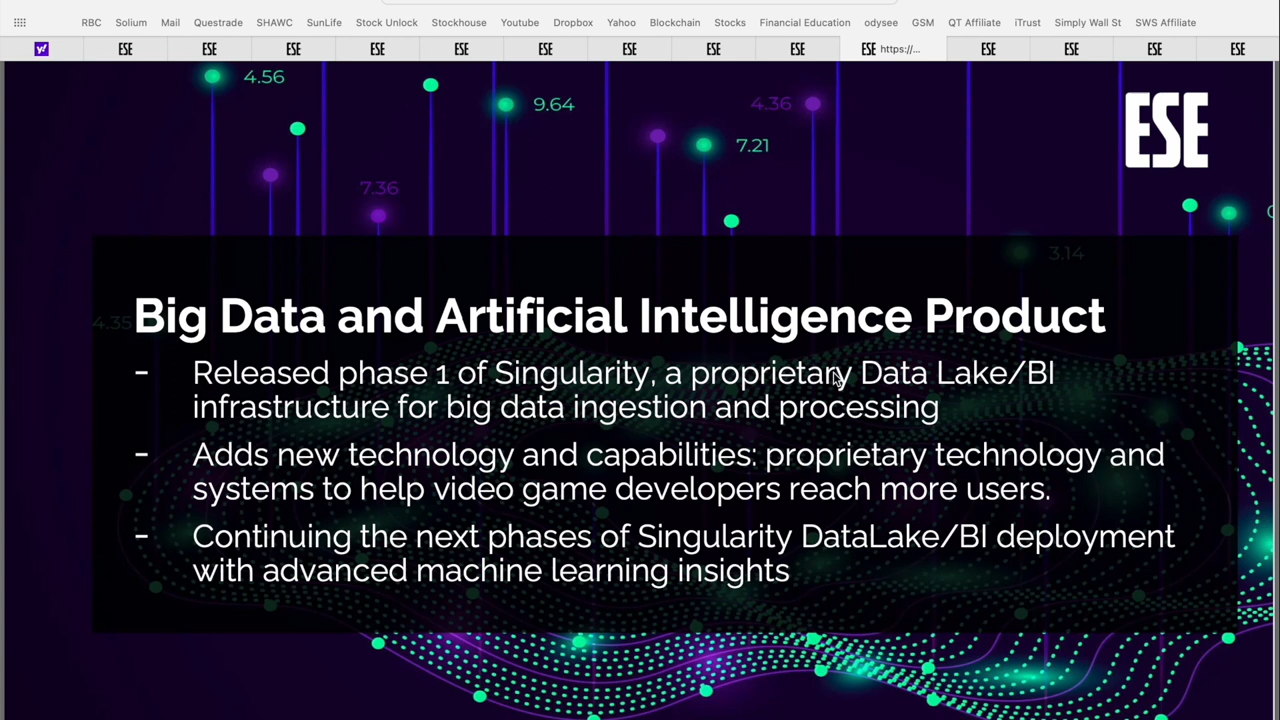 RBC Solium Mail Questrade SHAWC SunLife Stock Unlock Stockhouse Youtube Dropbox Yahoo Blockchain Stocks Financial Education odysee GSM QT Affiliate iTrust Simply Wall St SWS Affiliate
y! ESE ESE ESE ESE ESE ESE ESE ESE ESE ESE https://... ESE ESE ESE ESE
4.56
9.64
4.36
ESE
7.21
7.36
3.14
4.35
Big Data and Artificial Intelligence Product
- Released phase 1 of Singularity, a proprietary Data Lake/BI
infrastructure for big data ingestion and processing
- Adds new technology and capabilities: proprietary technology and
systems to help video game developers reach more users.
- Continuing the next phases of Singularity DataLake/BI deployment
with advanced machine learning insights